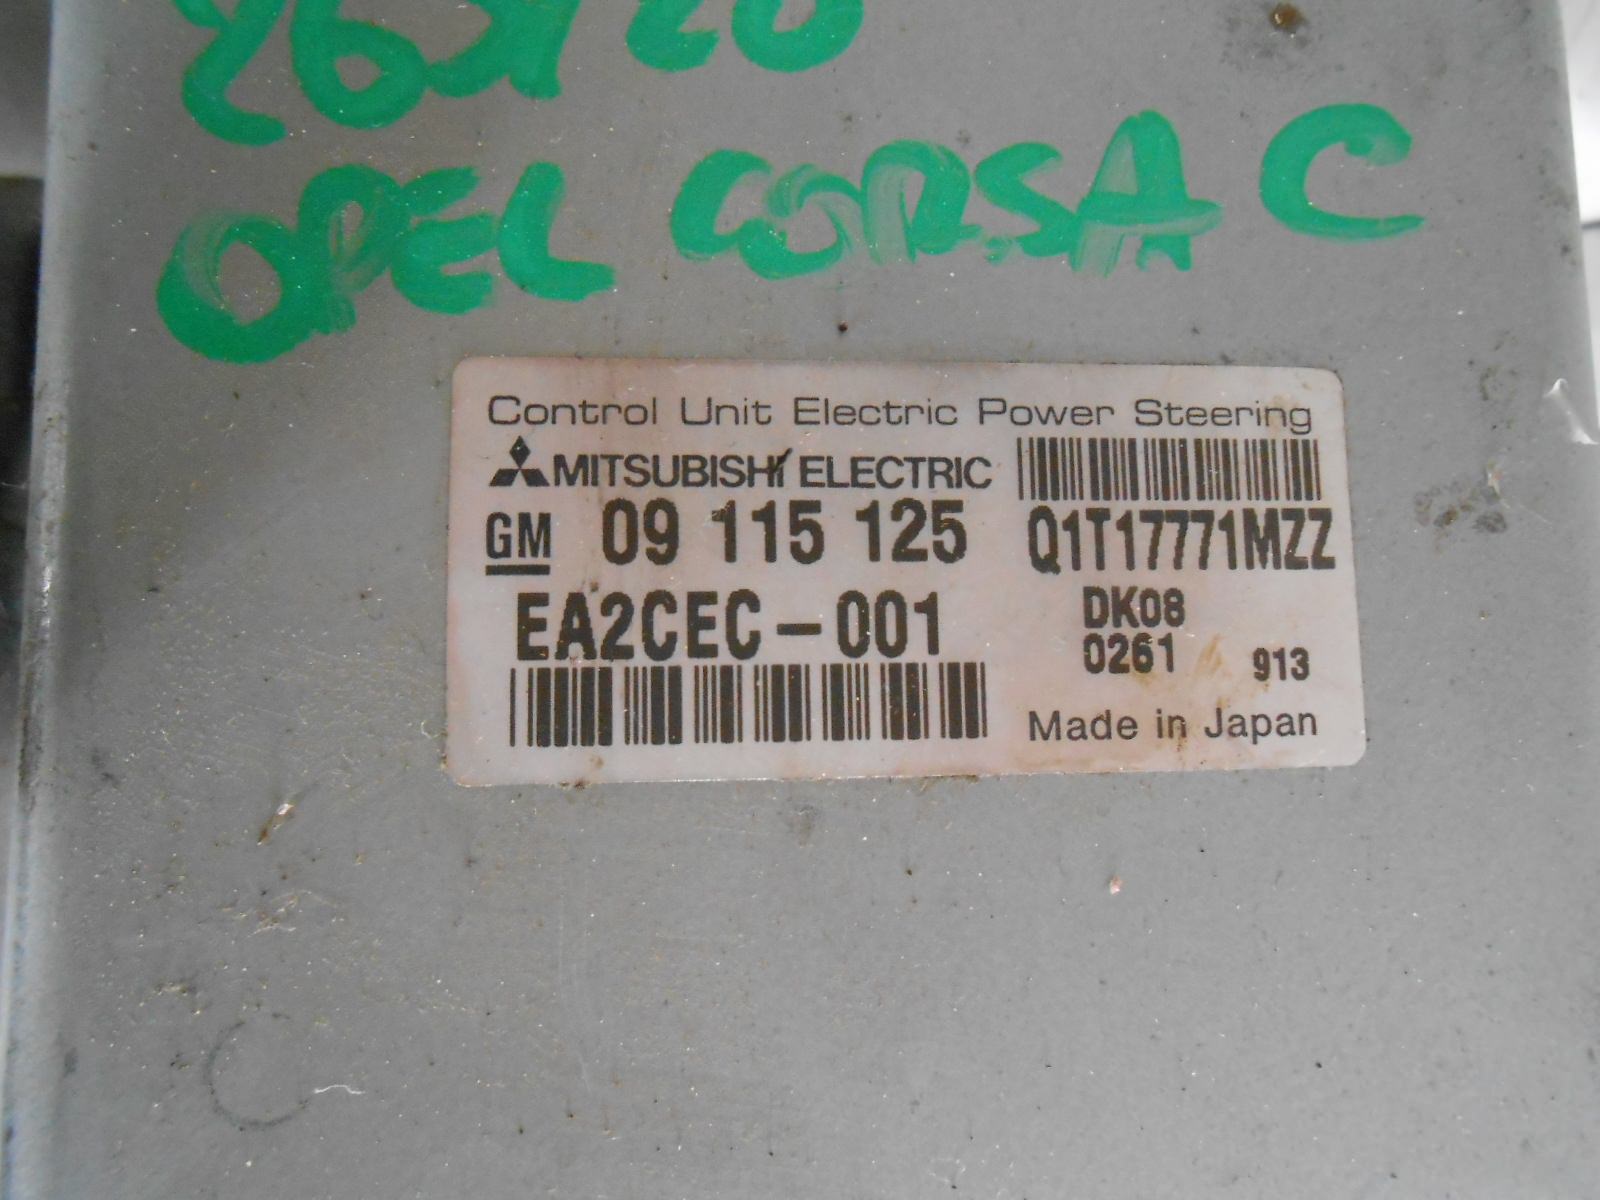 OPEL CORSA C
Control Unit Electric Power Steering
MITSUBISHI ELECTRIC
GM 09 115 125 Q1T17771MZZ
EA2CEC-001 DK08
0261 913
Made in Japan